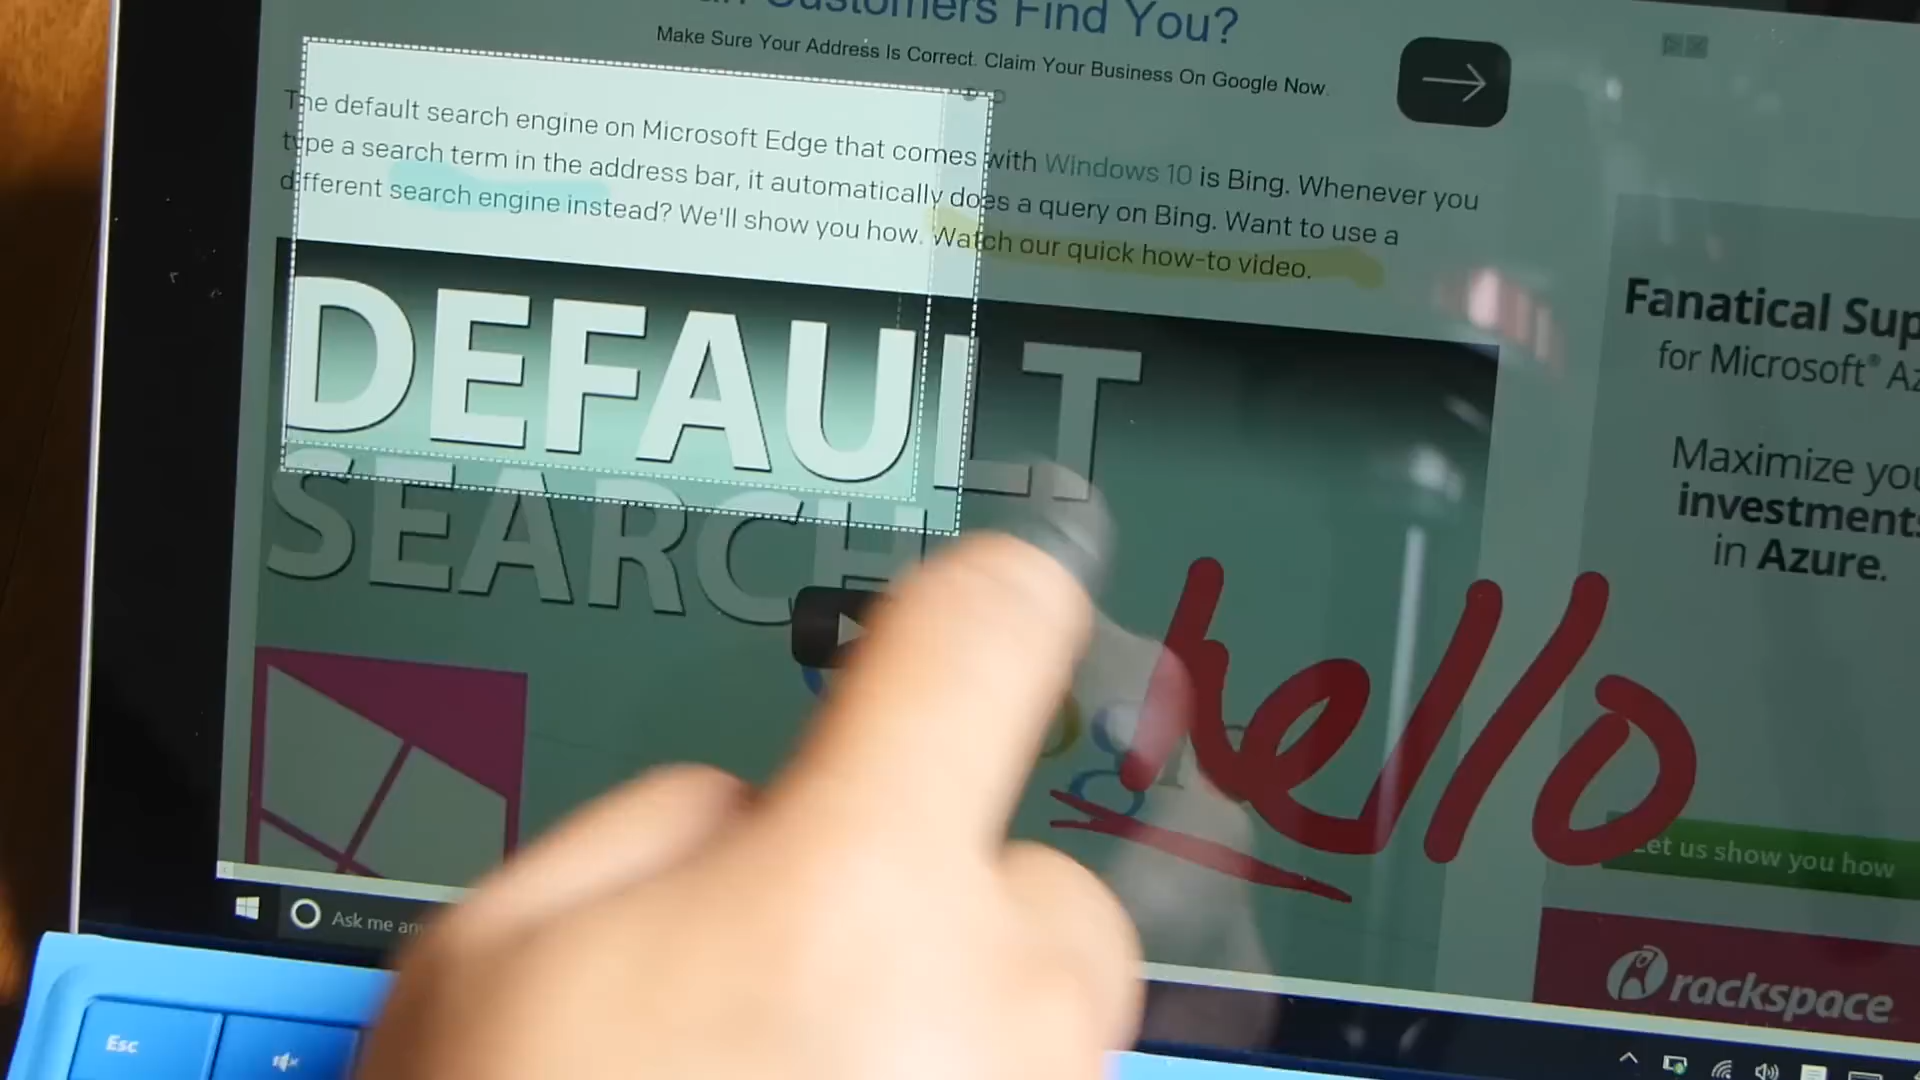 Customers Find You?
Make Sure Your Address Is Correct. Claim Your Business On Google Now.
The default search engine on Microsoft Edge that comes with Windows 10 is Bing. Whenever you
type a search term in the address bar, it automatically does a query on Bing. Want to use a
different search engine instead? We'll show you how. Watch our quick how-to video.
DEFAULT
SEARCH
hello
Fanatical Sup
for Microsoft® Az
Maximize you
investments
in Azure.
Let us show you how
rackspace
Ask me an
Esc